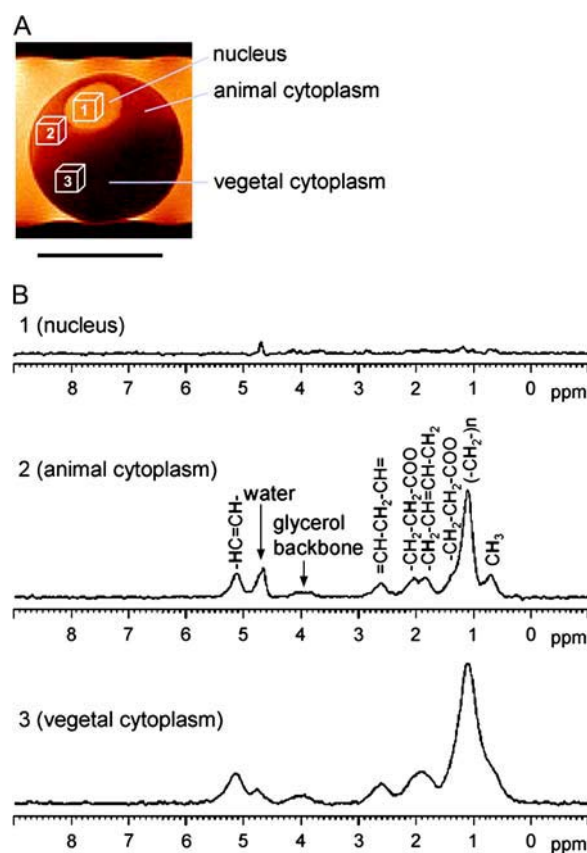 A
nucleus
animal cytoplasm
vegetal cytoplasm
1
2
3
B
1 (nucleus)
8 7 6 5 4 3 2 1 0 ppm
2 (animal cytoplasm)
-HC=CH-
water
glycerol
backbone
=CH-CH2-CH=
-CH2-CH2-COO
-CH2-CH=CH-CH2
-CH2-CH2-COO
(-CH2-)n
CH3
8 7 6 5 4 3 2 1 0 ppm
3 (vegetal cytoplasm)
8 7 6 5 4 3 2 1 0 ppm